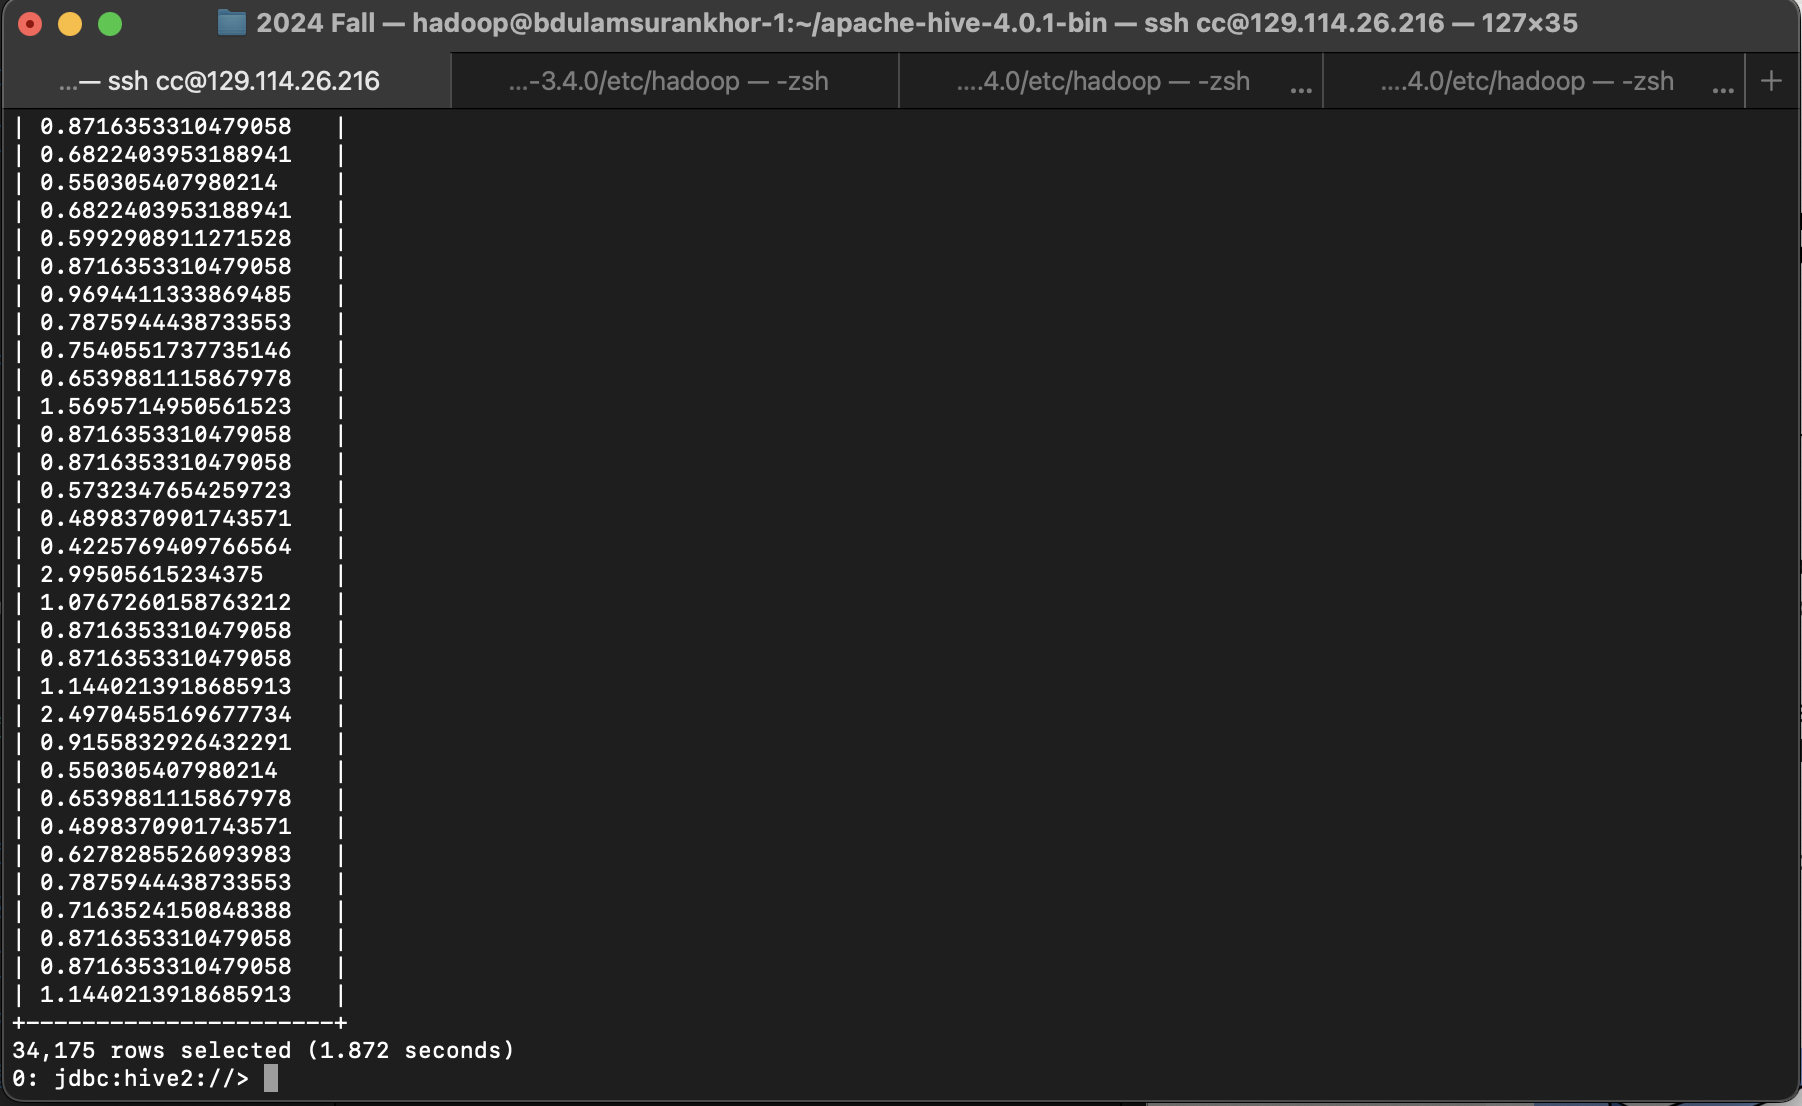 2024 Fall — hadoop@bdulamsurankhor-1:~/apache-hive-4.0.1-bin — ssh cc@129.114.26.216 — 127×35
...— ssh cc@129.114.26.216 ...-3.4.0/etc/hadoop — -zsh ....4.0/etc/hadoop — -zsh ... ....4.0/etc/hadoop — -zsh ... +
| 0.8716353310479058 |
| 0.6822403953188941 |
| 0.550305407980214 |
| 0.6822403953188941 |
| 0.5992908911271528 |
| 0.8716353310479058 |
| 0.9694411333869485 |
| 0.7875944438733553 |
| 0.7540551737735146 |
| 0.6539881115867978 |
| 1.5695714950561523 |
| 0.8716353310479058 |
| 0.8716353310479058 |
| 0.5732347654259723 |
| 0.4898370901743571 |
| 0.4225769409766564 |
| 2.99505615234375 |
| 1.0767260158763212 |
| 0.8716353310479058 |
| 0.8716353310479058 |
| 1.1440213918685913 |
| 2.4970455169677734 |
| 0.9155832926432291 |
| 0.550305407980214 |
| 0.6539881115867978 |
| 0.4898370901743571 |
| 0.6278285526093983 |
| 0.7875944438733553 |
| 0.7163524150848388 |
| 0.8716353310479058 |
| 0.8716353310479058 |
| 1.1440213918685913 |
+----------------------+
34,175 rows selected (1.872 seconds)
0: jdbc:hive2://>